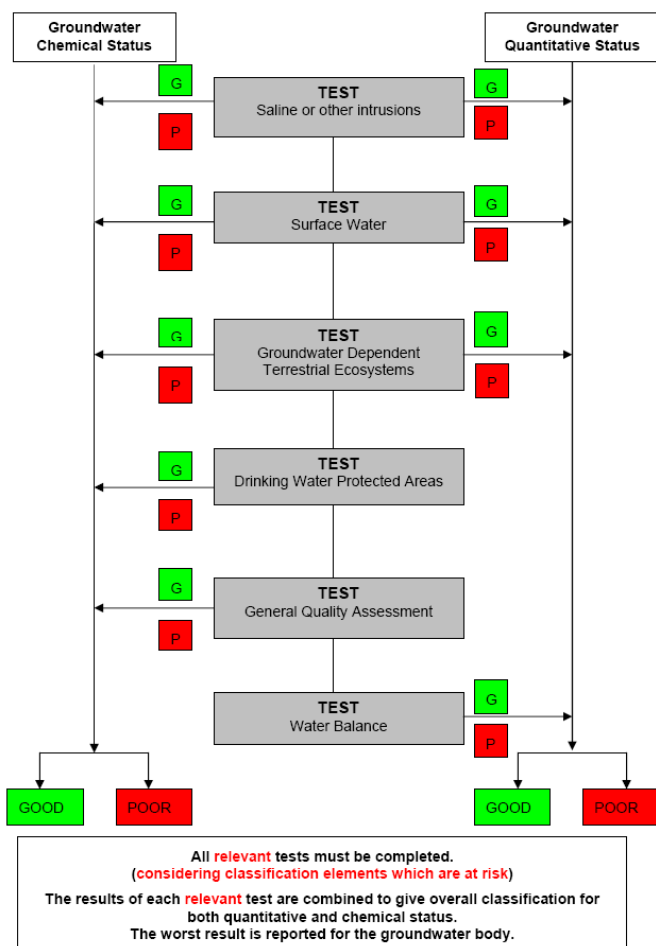 Groundwater
Chemical Status
Groundwater
Quantitative Status
G
P
TEST
Saline or other intrusions
G
P
G
P
TEST
Surface Water
G
P
G
P
TEST
Groundwater Dependent
Terrestrial Ecosystems
G
P
G
P
TEST
Drinking Water Protected Areas
G
P
TEST
General Quality Assessment
TEST
Water Balance
G
P
GOOD
POOR
GOOD
POOR
All relevant tests must be completed.
(considering classification elements which are at risk)
The results of each relevant test are combined to give overall classification for
both quantitative and chemical status.
The worst result is reported for the groundwater body.